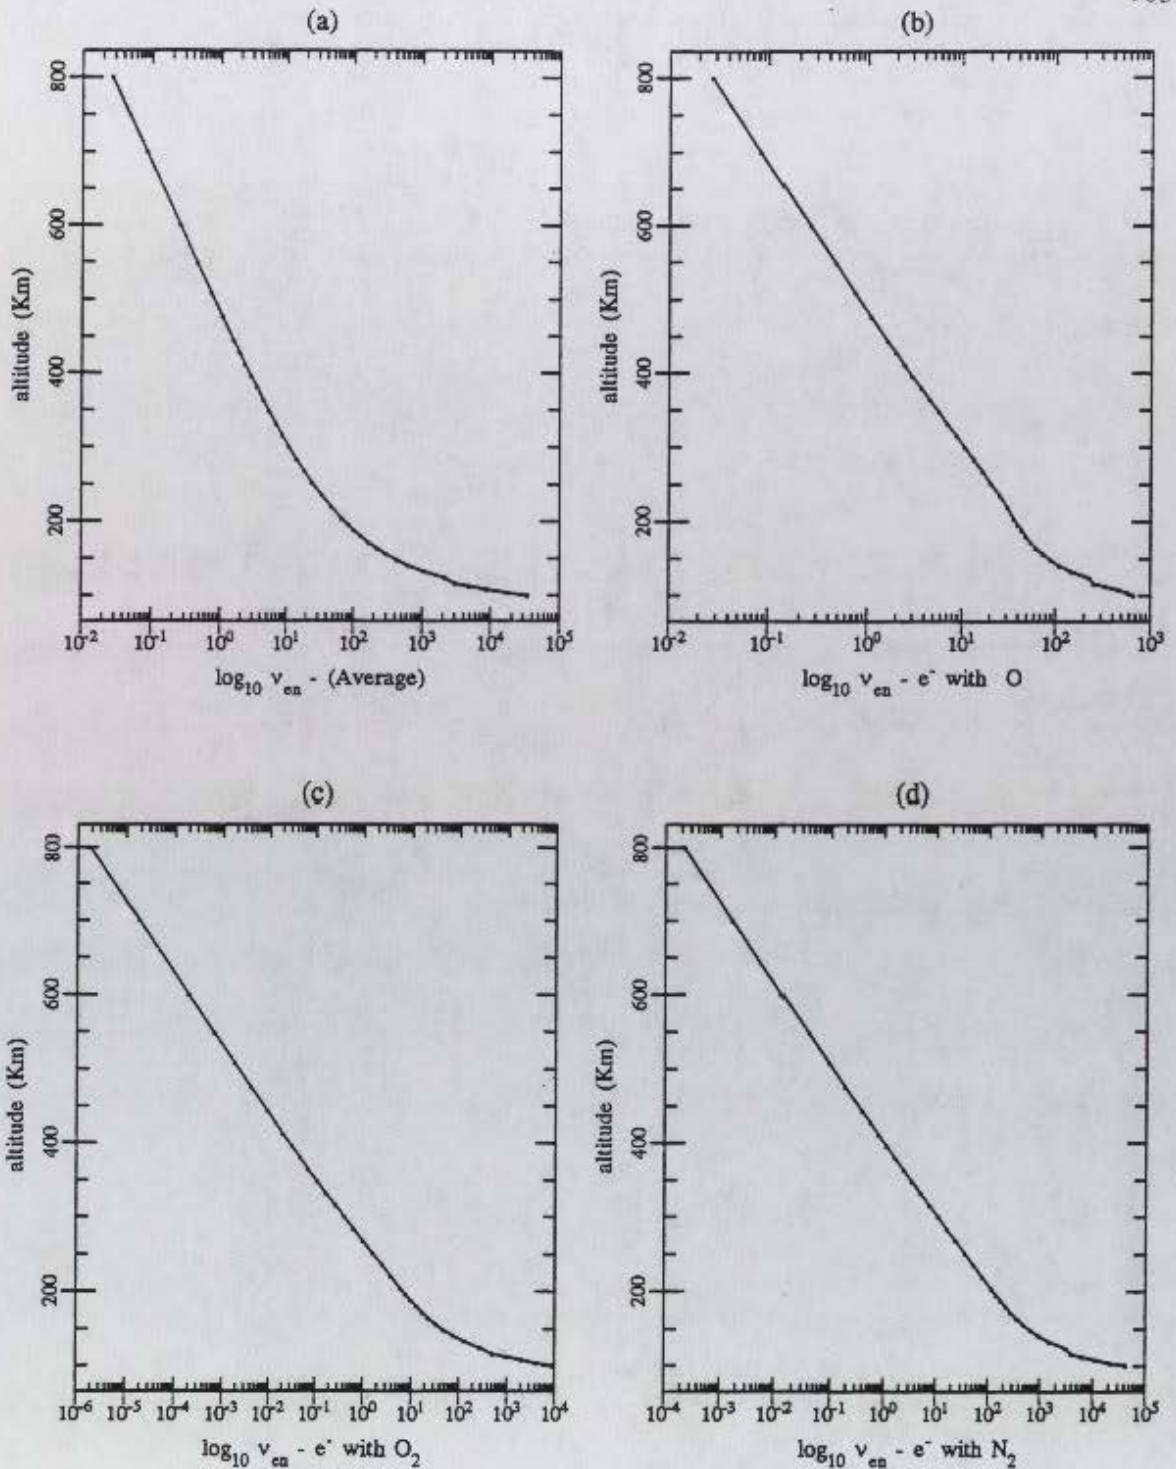 (a)
800
600
400
200
altitude (Km)
10-2 10-1 100 101 102 103 104 105
log10 νen - (Average)
(b)
800
600
400
200
altitude (Km)
10-2 10-1 100 101 102 103
log10 νen - e- with O
(c)
800
600
400
200
altitude (Km)
10-6 10-5 10-4 10-3 10-2 10-1 100 101 102 103 104
log10 νen - e- with O2
(d)
800
600
400
200
altitude (Km)
10-4 10-3 10-2 10-1 100 101 102 103 104 105
log10 νen - e- with N2